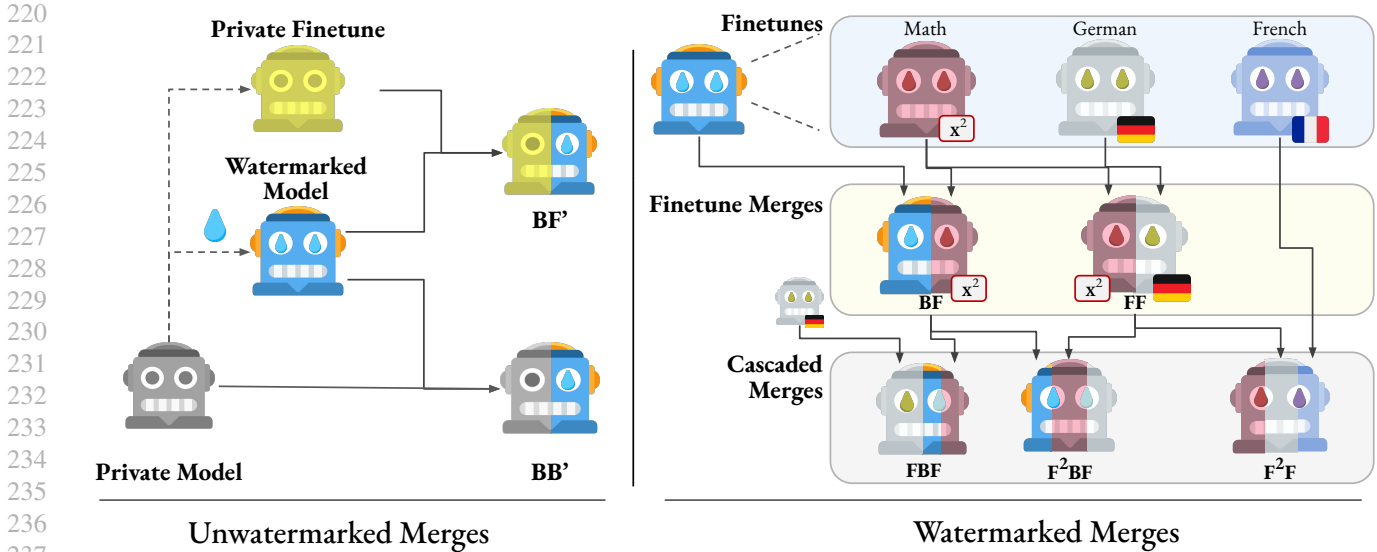 220
221
222
223
224
225
226
227
228
229
230
231
232
233
234
235
236
Private Finetune
Watermarked
Model
BF’
Private Model
BB’
Unwatermarked Merges
Finetunes
Math
German
French
x²
Finetune Merges
BF
x²
x²
FF
Cascaded
Merges
FBF
F²BF
F²F
Watermarked Merges